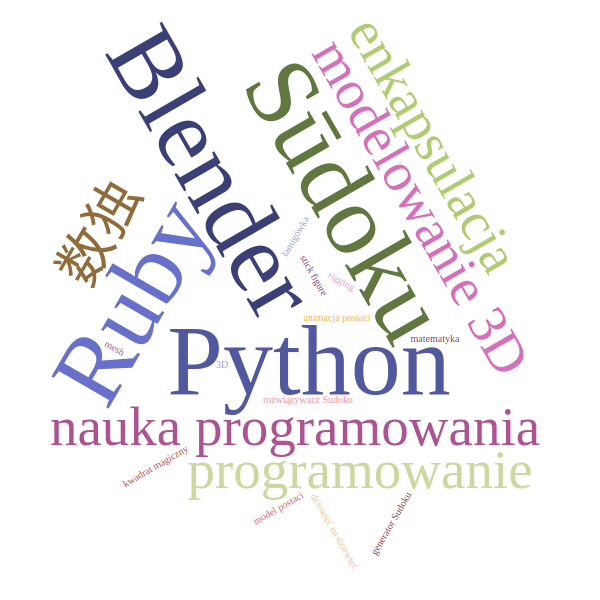 Blender
Sūdoku
enkapsulacja
modelowanie 3D
数独
Ruby
łamigówka
stick figure
rigging
animacja postaci
matematyka
mesh
Python
3D
rozwiązywacz Sudoku
nauka programowania
programowanie
kwadrat magiczny
model postaci
dziewięć na dziewięć
generator Sudoku